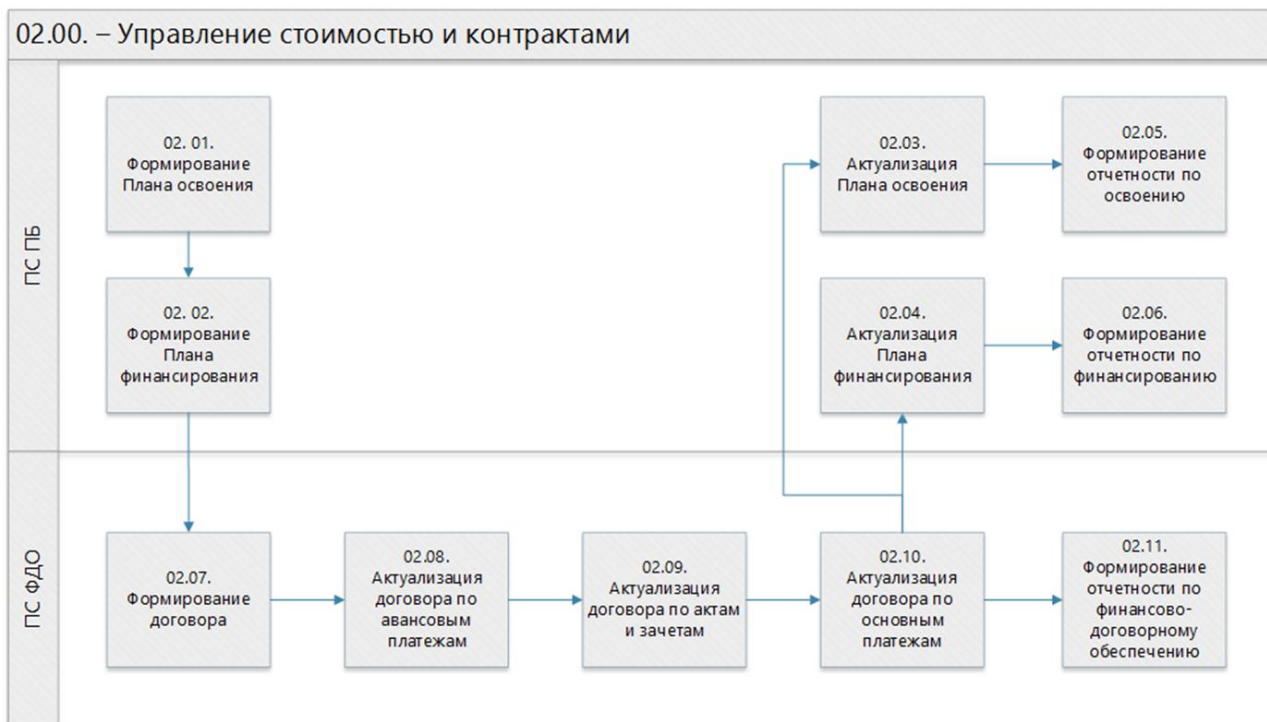 02.00. – Управление стоимостью и контрактами
ПС ПБ
02. 01.
Формирование
Плана освоения
02.03.
Актуализация
Плана освоения
02.05.
Формирование
отчетности по
освоению
02. 02.
Формирование
Плана
финансирования
02.04.
Актуализация
Плана
финансирования
02.06.
Формирование
отчетности по
финансированию
ПС ФДО
02.07.
Формирование
договора
02.08.
Актуализация
договора по
авансовым
платежам
02.09.
Актуализация
договора по актам
и зачетам
02.10.
Актуализация
договора по
основным
платежам
02.11.
Формирование
отчетности по
финансово-
договорному
обеспечению